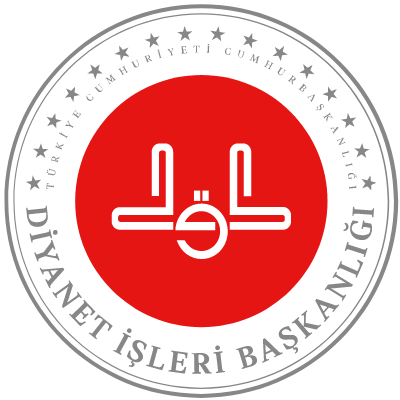 TÜRKİYE CUMHURİYETİ CUMHURBAŞKANLIĞI
DİYANET İŞLERİ BAŞKANLIĞI